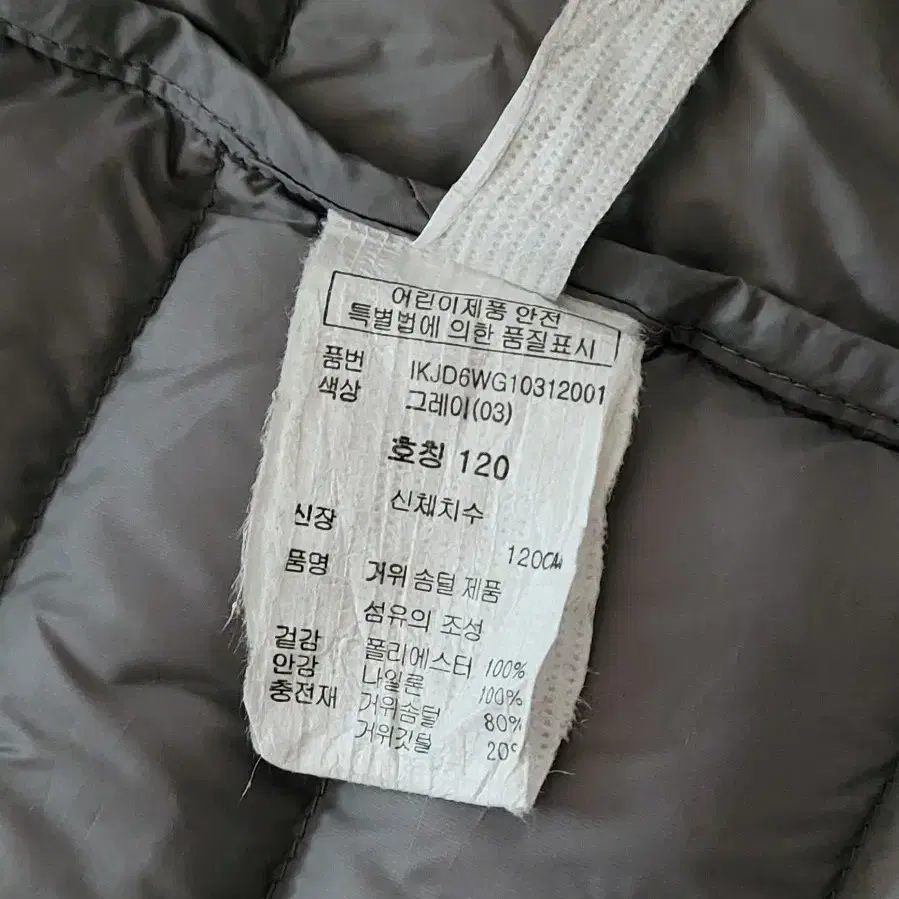 어린이제품 안전
특별법에 의한 품질표시
품번 IKJD6WG10312001
색상 그레이(03)
호칭 120
신체치수
신장 120CM
품명 거위 솜털 제품
섬유의 조성
겉감 폴리에스터 100%
안감 나일론 100%
충전재 거위솜털 80%
거위깃털 20%